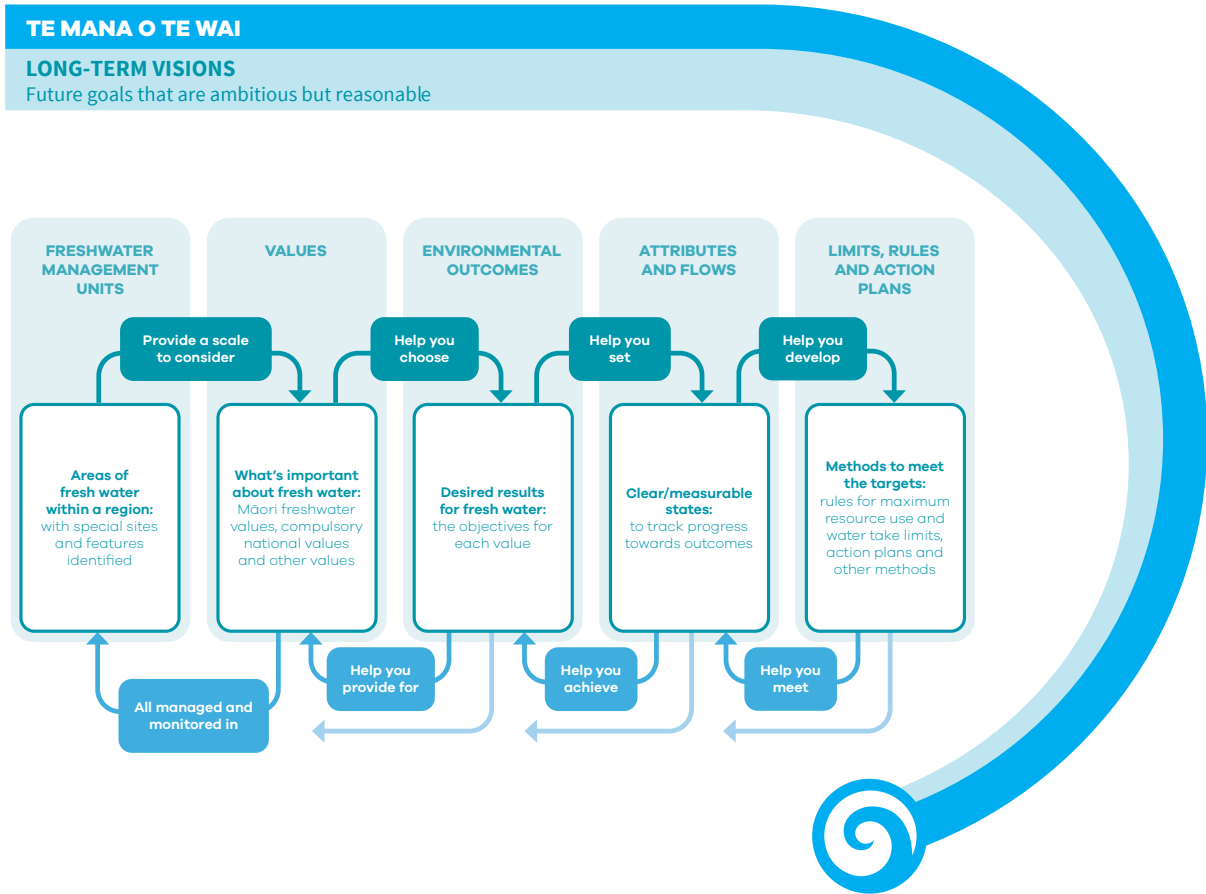 TE MANA O TE WAI
LONG-TERM VISIONS
Future goals that are ambitious but reasonable
FRESHWATER
MANAGEMENT
UNITS
VALUES
ENVIRONMENTAL
OUTCOMES
ATTRIBUTES
AND FLOWS
LIMITS, RULES
AND ACTION
PLANS
Provide a scale
to consider
Help you
choose
Help you
set
Help you
develop
Areas of
fresh water
within a region:
with special sites
and features
identified
What's important
about fresh water:
Māori freshwater
values, compulsory
national values
and other values
Desired results
for fresh water:
the objectives for
each value
Clear/measurable
states:
to track progress
towards outcomes
Methods to meet
the targets:
rules for maximum
resource use and
water take limits,
action plans and
other methods
All managed and
monitored in
Help you
provide for
Help you
achieve
Help you
meet